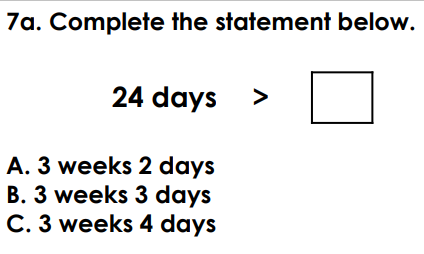 7a. Complete the statement below.
24 days >
A. 3 weeks 2 days
B. 3 weeks 3 days
C. 3 weeks 4 days